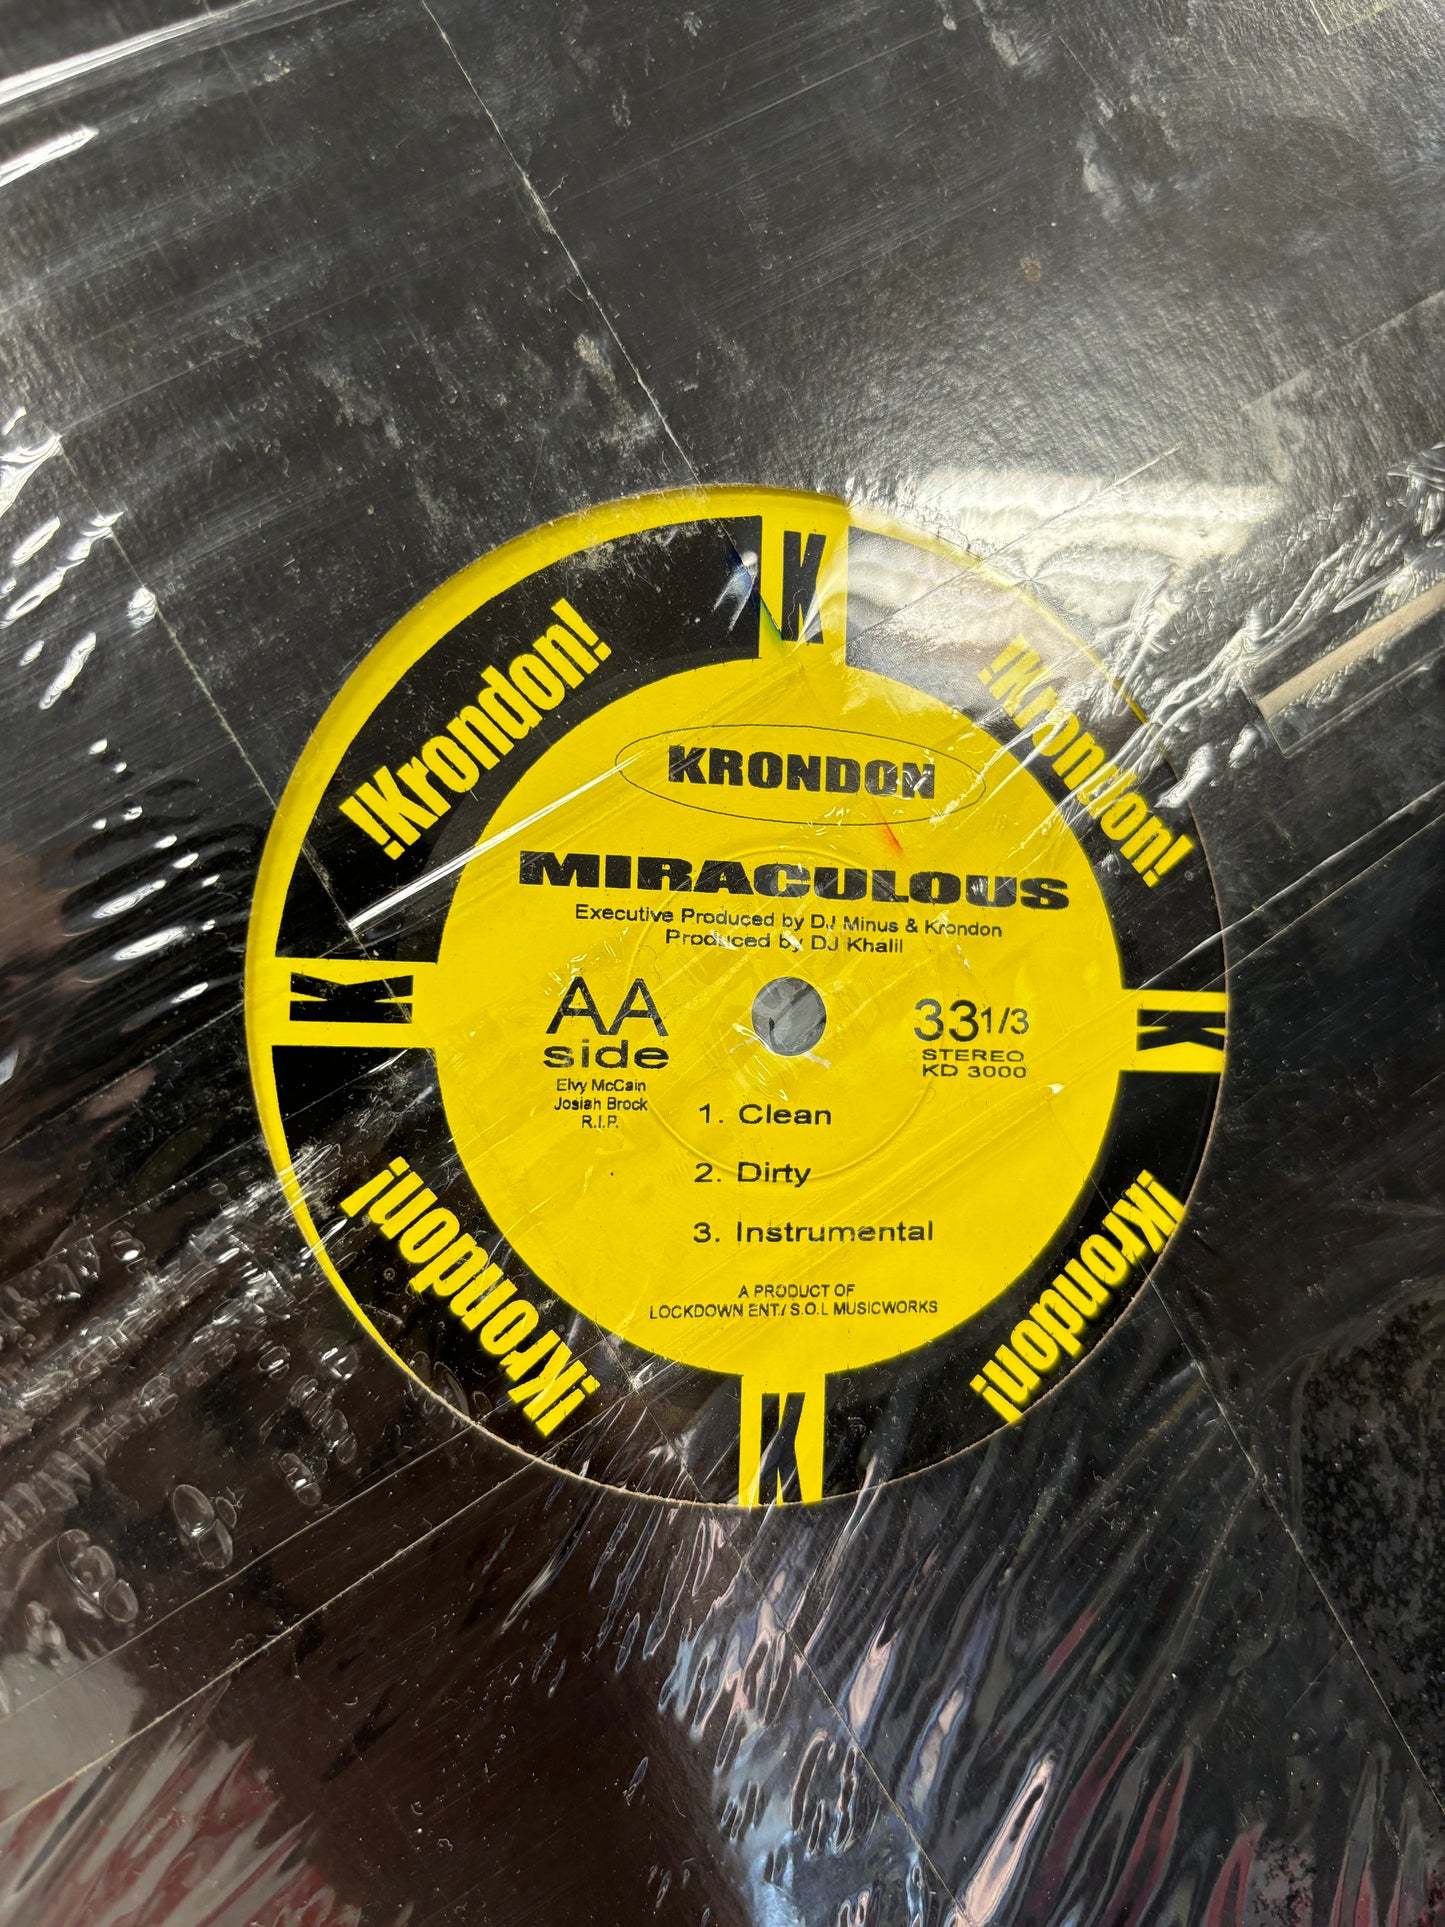 K
!Krondon!
!Krondon!
KRONDON
MIRACULOUS
Executive Produced by DJ Minus & Krondon
Produced by DJ Khalil
K
AA
side
Elvy McCain
Josiah Brock
R.I.P.
33 1/3
STEREO
KD 3000
K
1. Clean
2. Dirty
3. Instrumental
A PRODUCT OF
LOCKDOWN ENT./ S.O.L MUSICWORKS
!Krondon!
!Krondon!
K